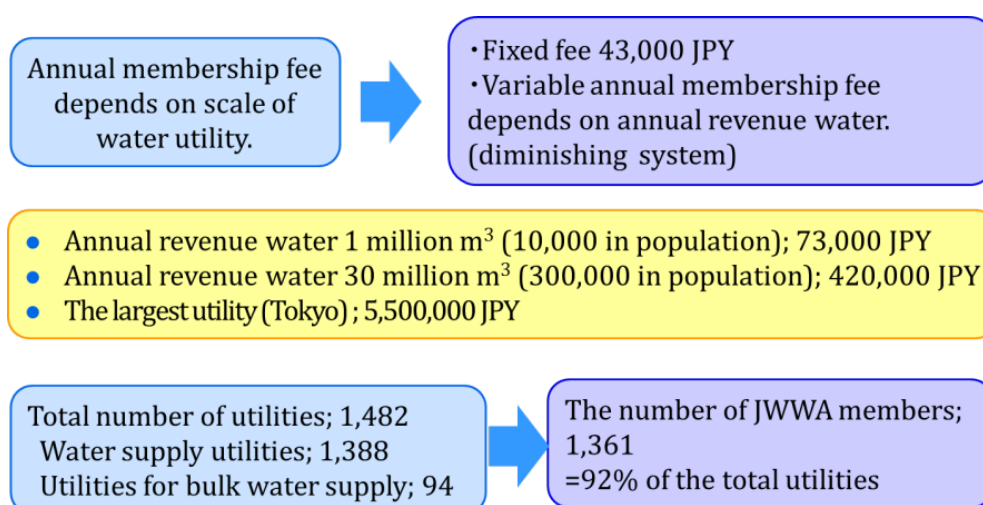 Annual membership fee
depends on scale of
water utility.
・Fixed fee 43,000 JPY
・Variable annual membership fee
depends on annual revenue water.
(diminishing system)
● Annual revenue water 1 million m³ (10,000 in population); 73,000 JPY
● Annual revenue water 30 million m³ (300,000 in population); 420,000 JPY
● The largest utility (Tokyo) ; 5,500,000 JPY
Total number of utilities; 1,482
Water supply utilities; 1,388
Utilities for bulk water supply; 94
The number of JWWA members;
1,361
=92% of the total utilities